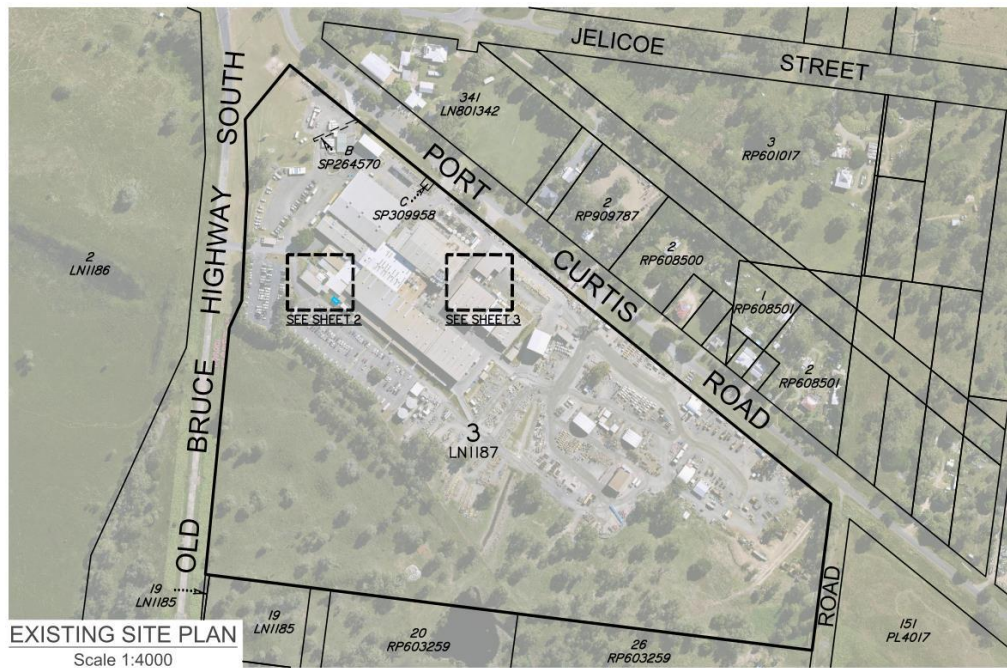 JELICOE STREET
341
LN801342
3
RP601017
OLD BRUCE HIGHWAY SOUTH
A
B
SP264570
PORT CURTIS ROAD
C
SP309958
2
RP909787
2
RP608500
2
LN1186
1
RP608501
SEE SHEET 2
SEE SHEET 3
2
RP608501
3
LN1187
19
LN1185
19
LN1185
20
RP603259
26
RP603259
ROAD
151
PL4017
EXISTING SITE PLAN
Scale 1:4000